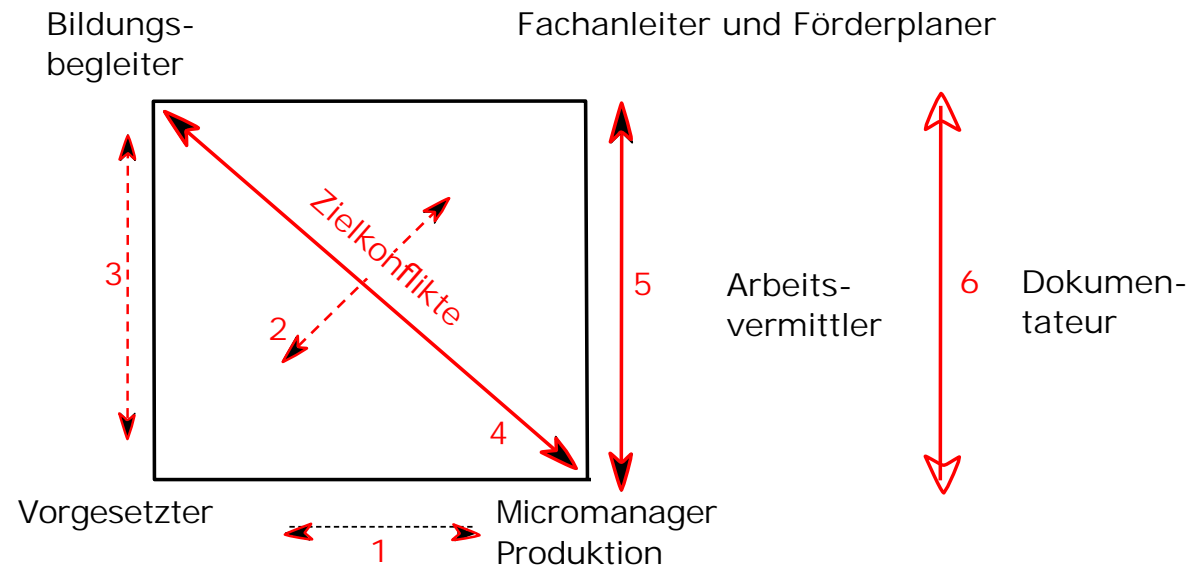 Bildungs-
begleiter
Fachanleiter und Förderplaner
Zielkonflikte
3
2
5
Arbeits-
vermittler
6
Dokumen-
tateur
4
Vorgesetzter
1
Micromanager
Produktion